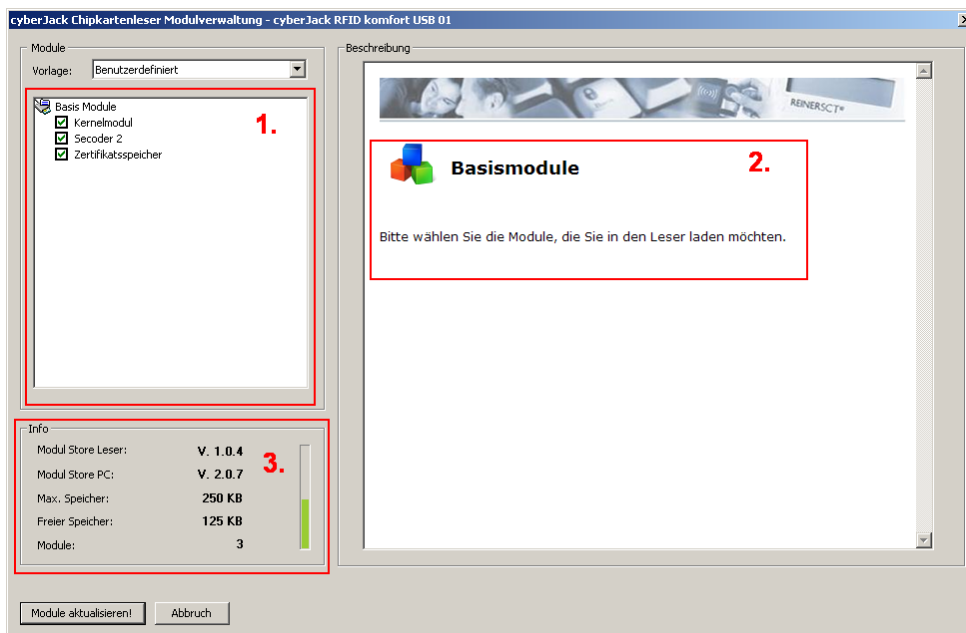 cyberJack Chipkartenleser Modulverwaltung - cyberJack RFID komfort USB 01
Module
Vorlage: Benutzerdefiniert
Basis Module
Kernelmodul
Secoder 2
Zertifikatsspeicher
1.
Info
Modul Store Leser: V. 1.0.4
Modul Store PC: V. 2.0.7
Max. Speicher: 250 KB
Freier Speicher: 125 KB
Module: 3
3.
Beschreibung
REINERSCT®
Basismodule
2.
Bitte wählen Sie die Module, die Sie in den Leser laden möchten.
Module aktualisieren!
Abbruch